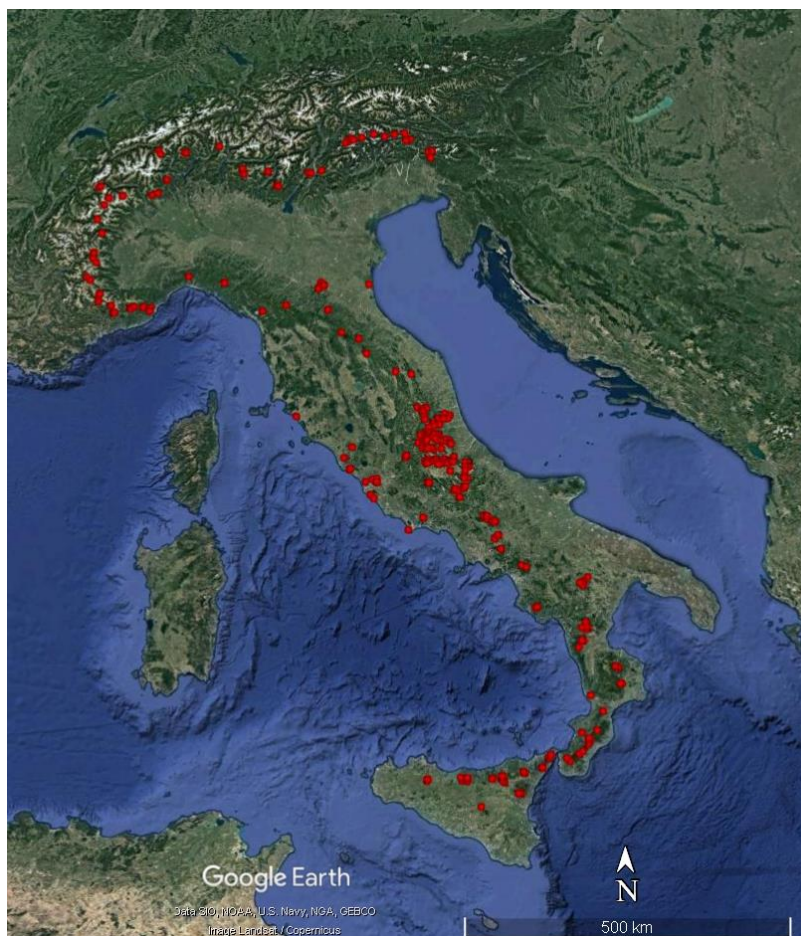 N
Google Earth
Data SIO, NOAA, U.S. Navy, NGA, GEBCO
Image Landsat / Copernicus
500 km